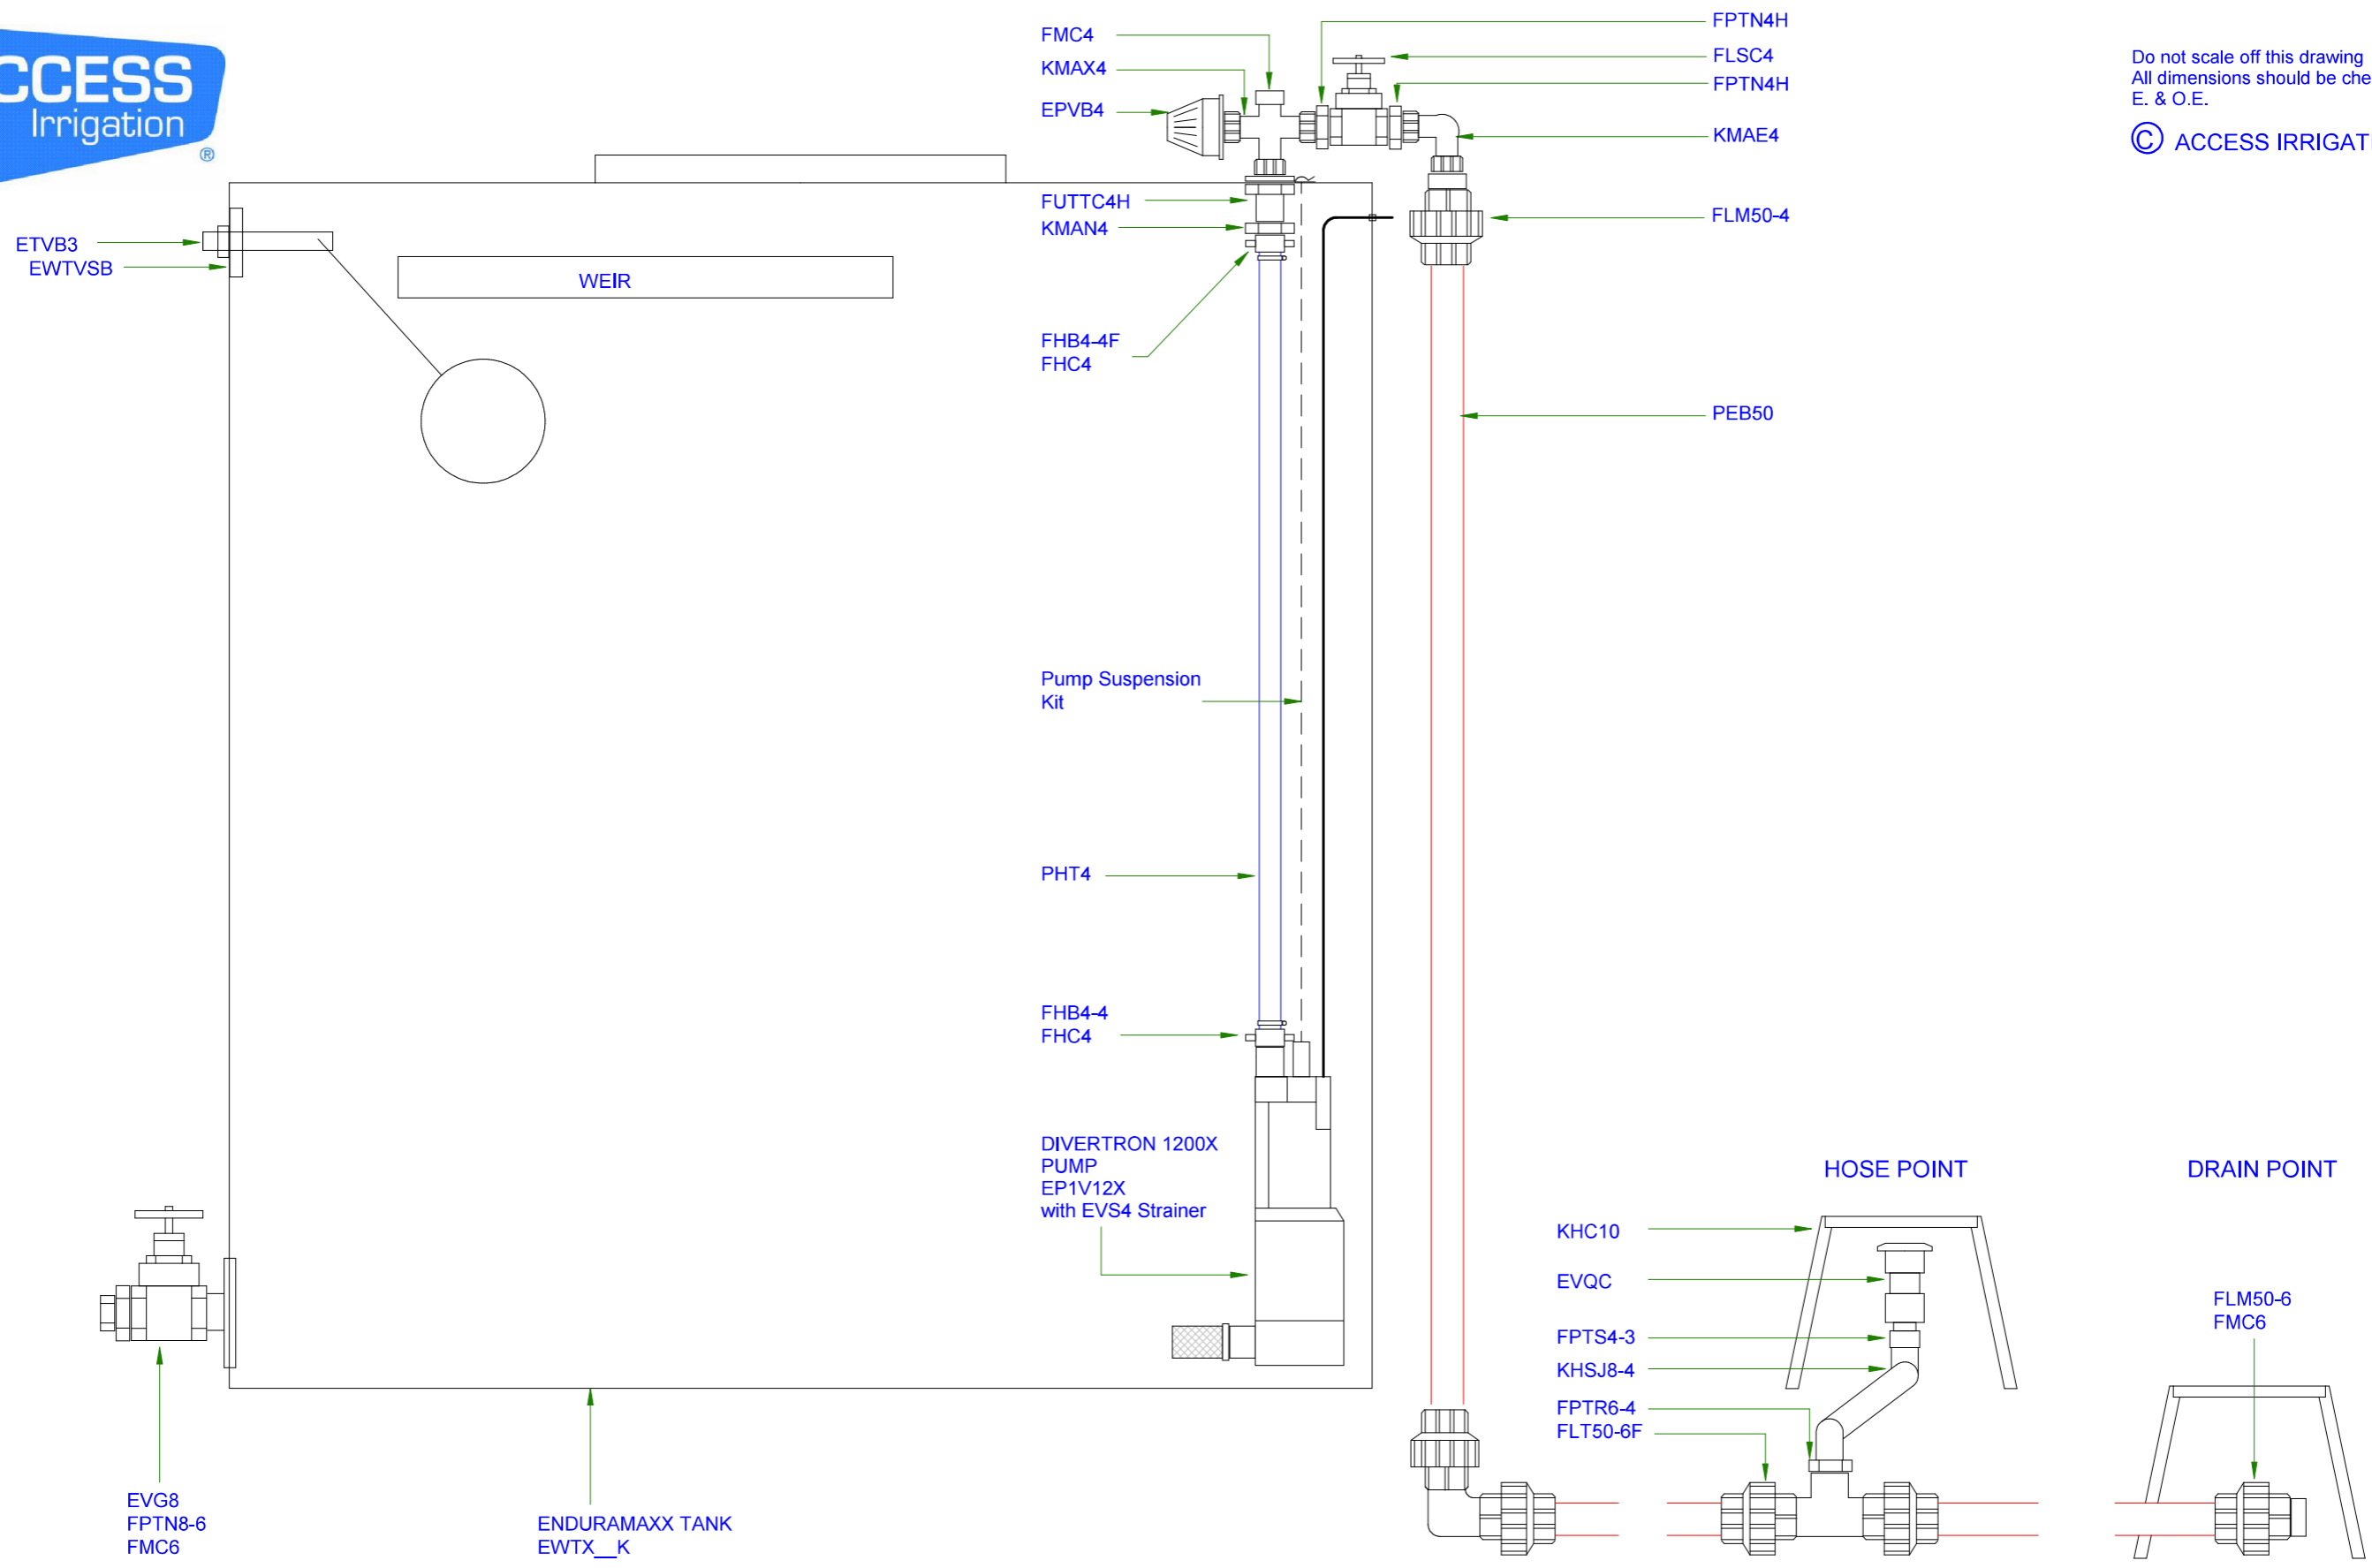 CCESS
Irrigation
®
FMC4
KMAX4
EPVB4
FPTN4H
FLSC4
FPTN4H
KMAE4
Do not scale off this drawing
All dimensions should be che
E. & O.E.
© ACCESS IRRIGATI
ETVB3
EWTVSB
WEIR
FUTTC4H
KMAN4
FLM50-4
FHB4-4F
FHC4
PEB50
Pump Suspension
Kit
PHT4
FHB4-4
FHC4
DIVERTRON 1200X
PUMP
EP1V12X
with EVS4 Strainer
HOSE POINT
DRAIN POINT
KHC10
EVQC
FPTS4-3
KHSJ8-4
FPTR6-4
FLT50-6F
FLM50-6
FMC6
EVG8
FPTN8-6
FMC6
ENDURAMAXX TANK
EWTX__K